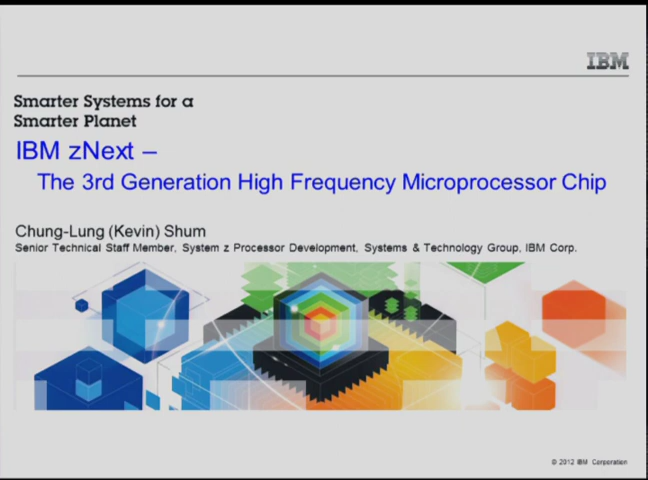 IBM
Smarter Systems for a
Smarter Planet
IBM zNext –
The 3rd Generation High Frequency Microprocessor Chip
Chung-Lung (Kevin) Shum
Senior Technical Staff Member, System z Processor Development, Systems & Technology Group, IBM Corp.
© 2012 IBM Corporation